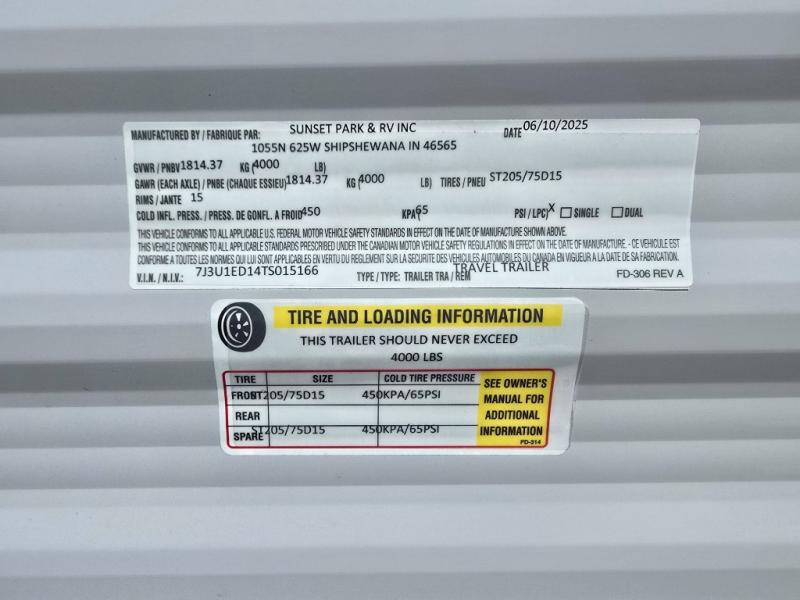 MANUFACTURED BY / FABRIQUE PAR: SUNSET PARK & RV INC DATE 06/10/2025
1055N 625W SHIPSHEWANA IN 46565
GVWR / PNBV 1814.37 KG (4000 LB)
GAWR (EACH AXLE) / PNBE (CHAQUE ESSIEU) 1814.37 KG (4000 LB) TIRES / PNEU ST205/75D15
RIMS / JANTE 15
COLD INFL. PRESS. / PRESS. DE GONFL. A FROID 450 KPA 65 PSI / LPC) X ☐ SINGLE ☐ DUAL
THIS VEHICLE CONFORMS TO ALL APPLICABLE U.S. FEDERAL MOTOR VEHICLE SAFETY STANDARDS IN EFFECT ON THE DATE OF MANUFACTURE SHOWN ABOVE.
THIS VEHICLE CONFORMS TO ALL APPLICABLE STANDARDS PRESCRIBED UNDER THE CANADIAN MOTOR VEHICLE SAFETY REGULATIONS IN EFFECT ON THE DATE OF MANUFACTURE. - CE VEHICULE EST
CONFORME A TOUTES LES NORMES QUI LUI SONT APPLICABLES EN VERTU DU REGLEMENT SUR LA SECURITE DES VEHICULES AUTOMOBILES DU CANADA EN VIGUEUR A LA DATE DE SA FABRICATION.
V.I.N. / N.I.V.: 7J3U1ED14TS015166 TYPE / TYPE: TRAILER TRA / REM TRAVEL TRAILER
FD-306 REV A
TIRE AND LOADING INFORMATION
THIS TRAILER SHOULD NEVER EXCEED
4000 LBS
TIRE SIZE COLD TIRE PRESSURE
FRONT ST205/75D15 450KPA/65PSI
REAR
SPARE ST205/75D15 450KPA/65PSI
SEE OWNER'S
MANUAL FOR
ADDITIONAL
INFORMATION
FD-314